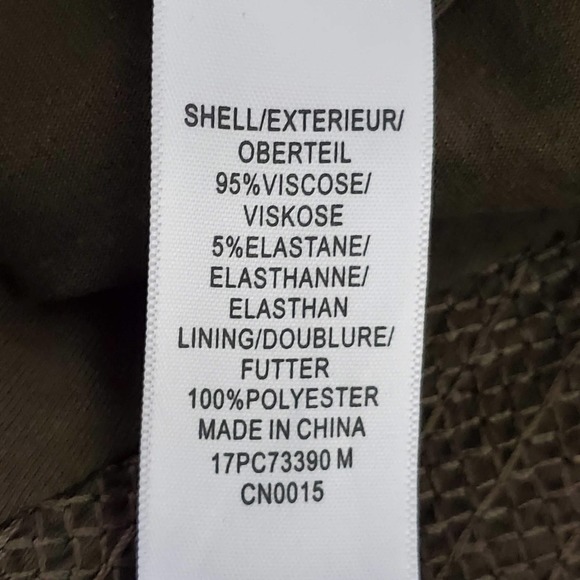 SHELL/EXTERIEUR/
OBERTEIL
95%VISCOSE/
VISKOSE
5%ELASTANE/
ELASTHANNE/
ELASTHAN
LINING/DOUBLURE/
FUTTER
100%POLYESTER
MADE IN CHINA
17PC73390 M
CN0015